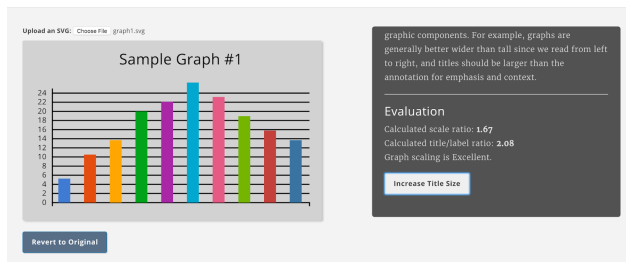 Upload an SVG: Choose File graph1.svg
Sample Graph #1
24
22
20
18
16
14
12
10
8
6
4
2
0
Revert to Original
graphic components. For example, graphs are
generally better wider than tall since we read from left
to right, and titles should be larger than the
annotation for emphasis and context.
Evaluation
Calculated scale ratio: 1.67
Calculated title/label ratio: 2.08
Graph scaling is Excellent.
Increase Title Size